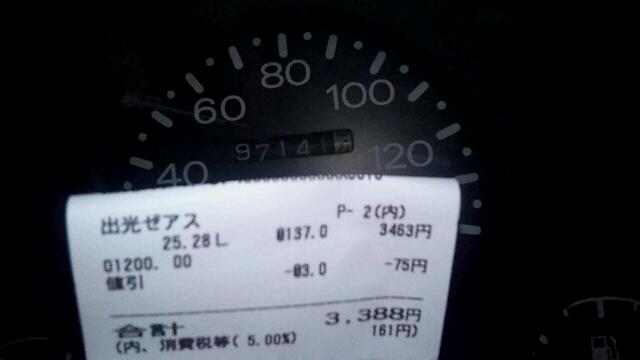 80
60
100
97141
40
120
出光ゼアス
P- 2(内)
25.28L @137.0 3463円
01200. 00
-@3.0 -75円
値引
合計 3.388円
(内、消費税等( 5.00%) 161円)